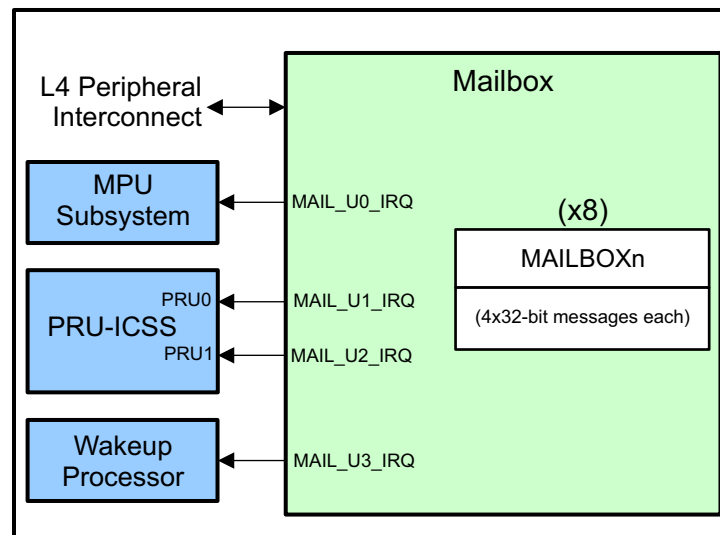 Mailbox
L4 Peripheral
Interconnect
MPU
Subsystem
MAIL_U0_IRQ
(x8)
MAILBOXn
(4x32-bit messages each)
PRU-ICSS
PRU0
PRU1
MAIL_U1_IRQ
MAIL_U2_IRQ
Wakeup
Processor
MAIL_U3_IRQ